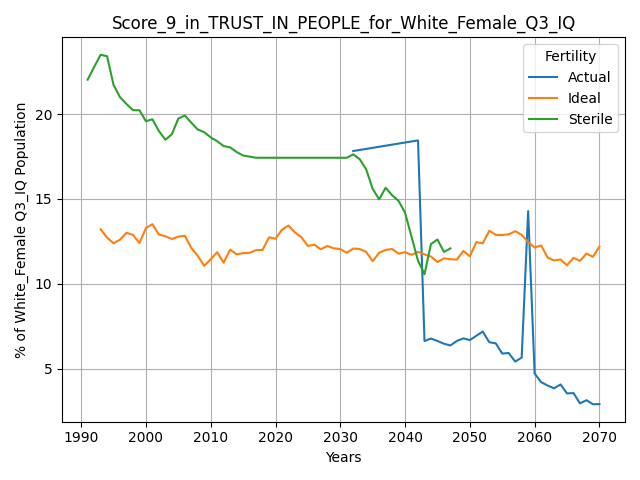 Score_9_in_TRUST_IN_PEOPLE_for_White_Female_Q3_IQ
Fertility
Actual
Ideal
Sterile
% of White_Female Q3_IQ Population
20
15
10
5
1990 2000 2010 2020 2030 2040 2050 2060 2070
Years